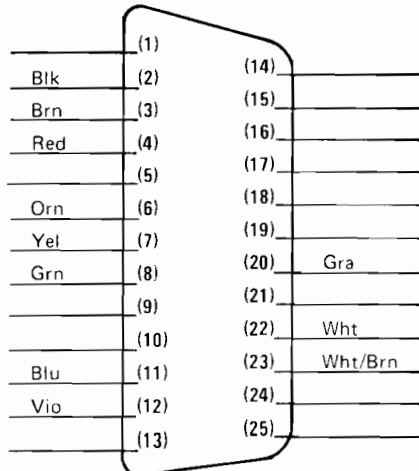 (1)
Blk (2)
Brn (3)
Red (4)
(5)
Orn (6)
Yel (7)
Grn (8)
(9)
(10)
Blu (11)
Vio (12)
(13)
(14)
(15)
(16)
(17)
(18)
(19)
(20) Gra
(21)
(22) Wht
(23) Wht/Brn
(24)
(25)